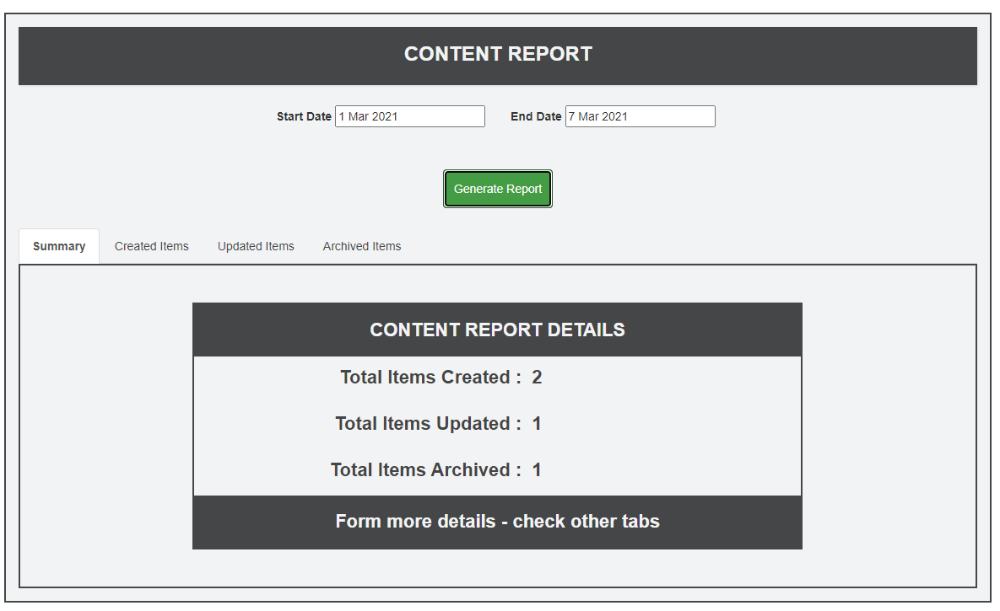 CONTENT REPORT
Start Date 1 Mar 2021 End Date 7 Mar 2021
Generate Report
Summary Created Items Updated Items Archived Items
CONTENT REPORT DETAILS
Total Items Created : 2
Total Items Updated : 1
Total Items Archived : 1
Form more details - check other tabs